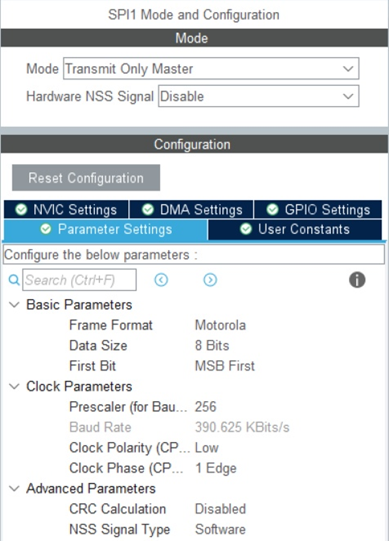 SPI1 Mode and Configuration
Mode
Mode Transmit Only Master
Hardware NSS Signal Disable
Configuration
Reset Configuration
NVIC Settings DMA Settings GPIO Settings
Parameter Settings User Constants
Configure the below parameters :
Search (Ctrl+F)
Basic Parameters
Frame Format Motorola
Data Size 8 Bits
First Bit MSB First
Clock Parameters
Prescaler (for Bau... 256
Baud Rate 390.625 KBits/s
Clock Polarity (CP... Low
Clock Phase (CP... 1 Edge
Advanced Parameters
CRC Calculation Disabled
NSS Signal Type Software